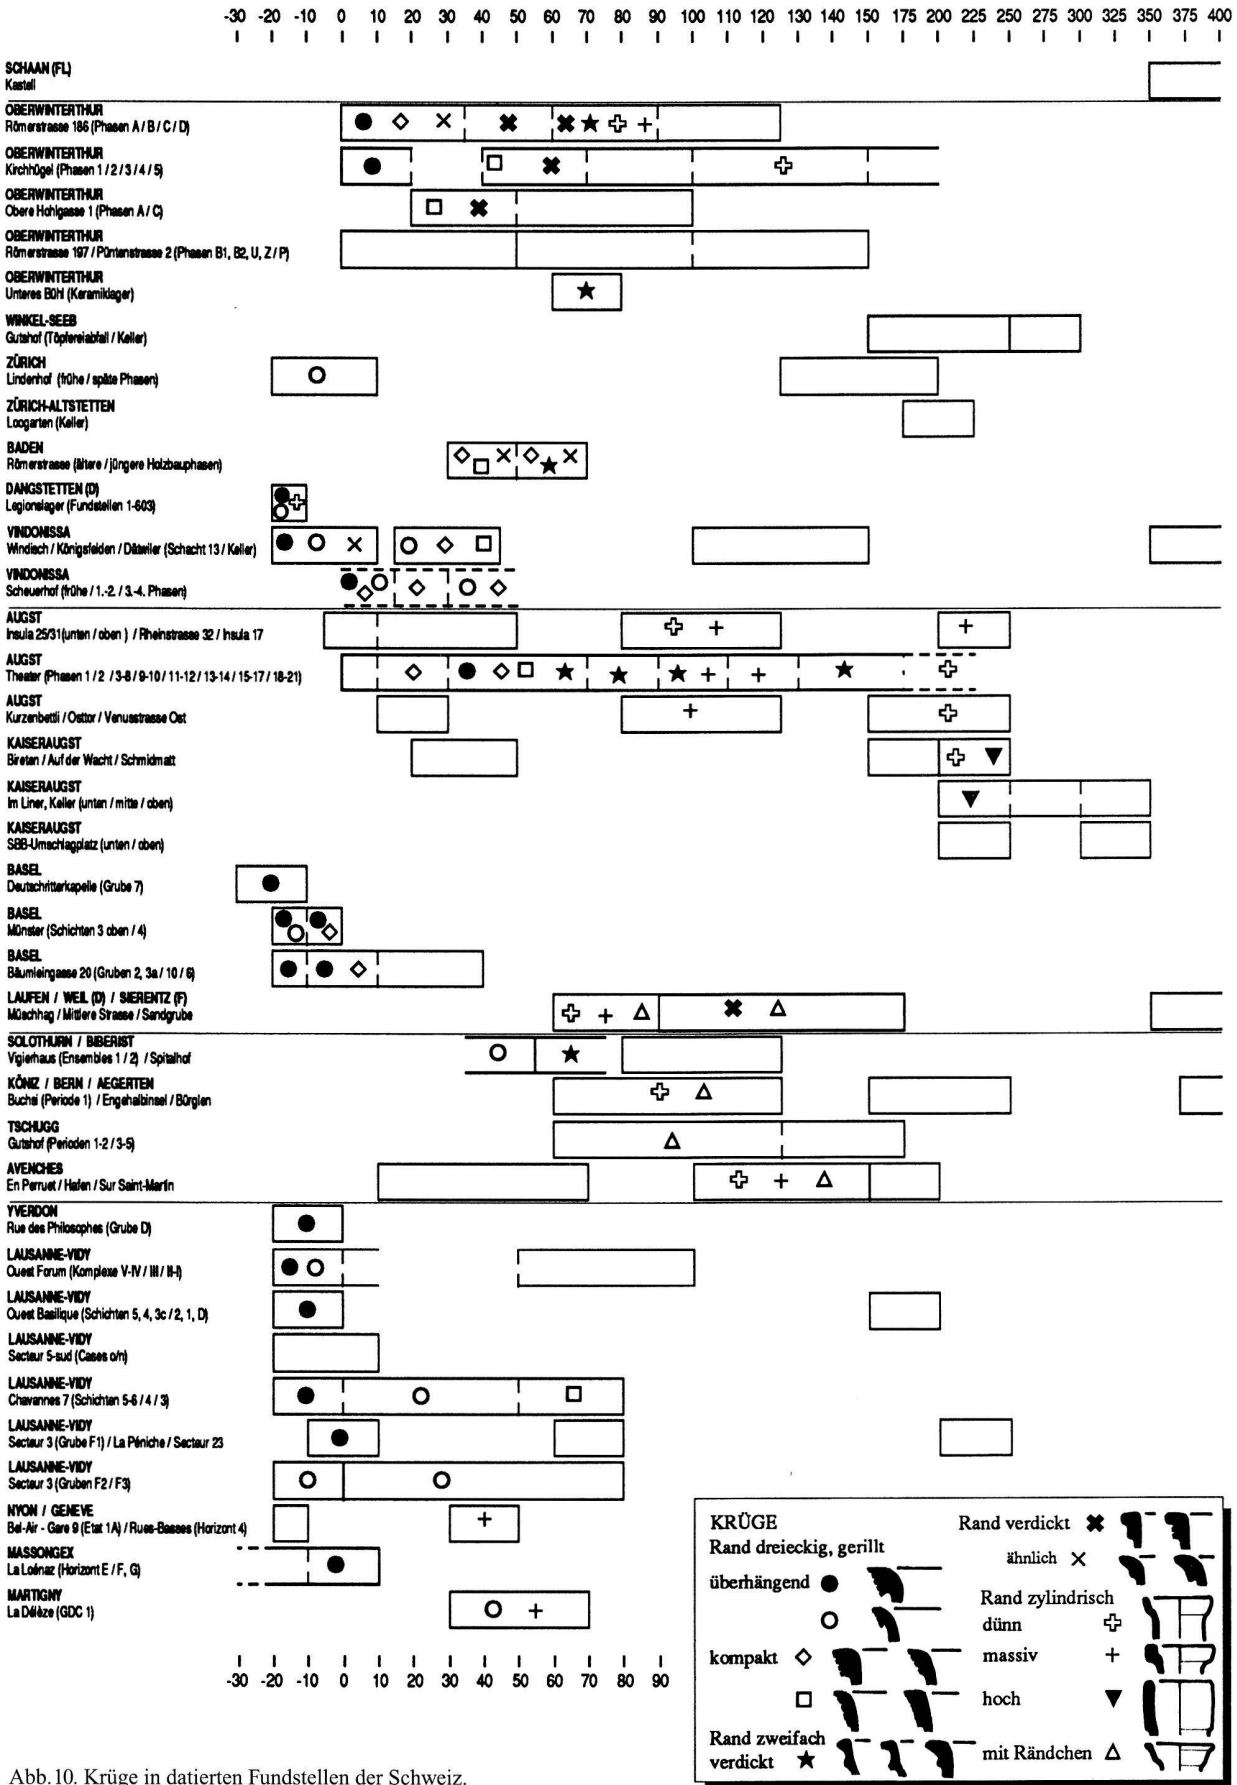 -30 -20 -10 0 10 20 30 40 50 60 70 80 90 100 120 130 140 150 175 200 225 250 275 300 325 350 375 400
SCHAAN (FL)
Kastell
OBERWINTERTHUR
Römerstrasse 186 (Phasen A / B / C / D)
OBERWINTERTHUR
Kirchhügel (Phasen 1 / 2 / 3 / 4 / 5)
OBERWINTERTHUR
Obere Hohlgasse 1 (Phasen A / C)
OBERWINTERTHUR
Römerstrasse 197 / Püntenstrasse 2 (Phasen B1, B2, U, Z / P)
OBERWINTERTHUR
Unteres Bühl (Keramiklager)
WINKEL-SEEB
Gutshof (Töpfereiabfall / Keller)
ZÜRICH
Lindenhof (frühe / späte Phasen)
ZÜRICH-ALTSTETTEN
Loogarten (Keller)
BADEN
Römerstrasse (ältere / jüngere Holzbauphasen)
DANGSTETTEN (D)
Legionslager (Fundstellen 1-603)
VINDONISSA
Windisch / Königsfelden / Dätwiler (Schacht 13 / Keller)
VINDONISSA
Scheuerhof (frühe / 1.-2. / 3.-4. Phasen)
AUGST
Insula 25/31(unten / oben ) / Rheinstrasse 32 / Insula 17
AUGST
Theater (Phasen 1 / 2 / 3-8 / 9-10 / 11-12 / 13-14 / 15-17 / 18-21)
AUGST
Kurzenbettli / Osttor / Venusstrasse Ost
KAISERAUGST
Bireten / Auf der Wacht / Schmidmatt
KAISERAUGST
Im Liner, Keller (unten / mitte / oben)
KAISERAUGST
SBB-Umschlagplatz (unten / oben)
BASEL
Deutschritterkapelle (Grube 7)
BASEL
Münster (Schichten 3 oben / 4)
BASEL
Bäumleingasse 20 (Gruben 2, 3a / 10 / 6)
LAUFEN / WEIL (D) / SIERENTZ (F)
Müschhag / Mittlere Strasse / Sandgrube
SOLOTHURN / BIBERIST
Vigierhaus (Ensembles 1 / 2) / Spitalhof
KÖNIZ / BERN / AEGERTEN
Buchsi (Periode 1) / Engehalbinsel / Bürglen
TSCHUGG
Gutshof (Perioden 1-2 / 3-5)
AVENCHES
En Perruet / Hafen / Sur Saint-Martin
YVERDON
Rue des Philosophes (Grube D)
LAUSANNE-VIDY
Ouest Forum (Komplexe V-IV / III / II-I)
LAUSANNE-VIDY
Ouest Basilique (Schichten 5, 4, 3c / 2, 1, D)
LAUSANNE-VIDY
Secteur 5-sud (Cases o/n)
LAUSANNE-VIDY
Chavannes 7 (Schichten 5-6 / 4 / 3)
LAUSANNE-VIDY
Secteur 3 (Grube F1) / La Péniche / Secteur 23
LAUSANNE-VIDY
Secteur 3 (Gruben F2 / F3)
NYON / GENEVE
Bel-Air - Gare 9 (Etat 1A) / Rues-Basses (Horizont 4)
MASSONGEX
La Loénaz (Horizont E / F, G)
MARTIGNY
La Délèze (GDC 1)
-30 -20 -10 0 10 20 30 40 50 60 70 80 90
KRÜGE
Rand dreieckig, gerillt
überhängend
kompakt
Rand zweifach
verdickt
Rand verdickt
ähnlich
Rand zylindrisch
dünn
massiv
hoch
mit Rändchen
Abb.10. Krüge in datierten Fundstellen der Schweiz.